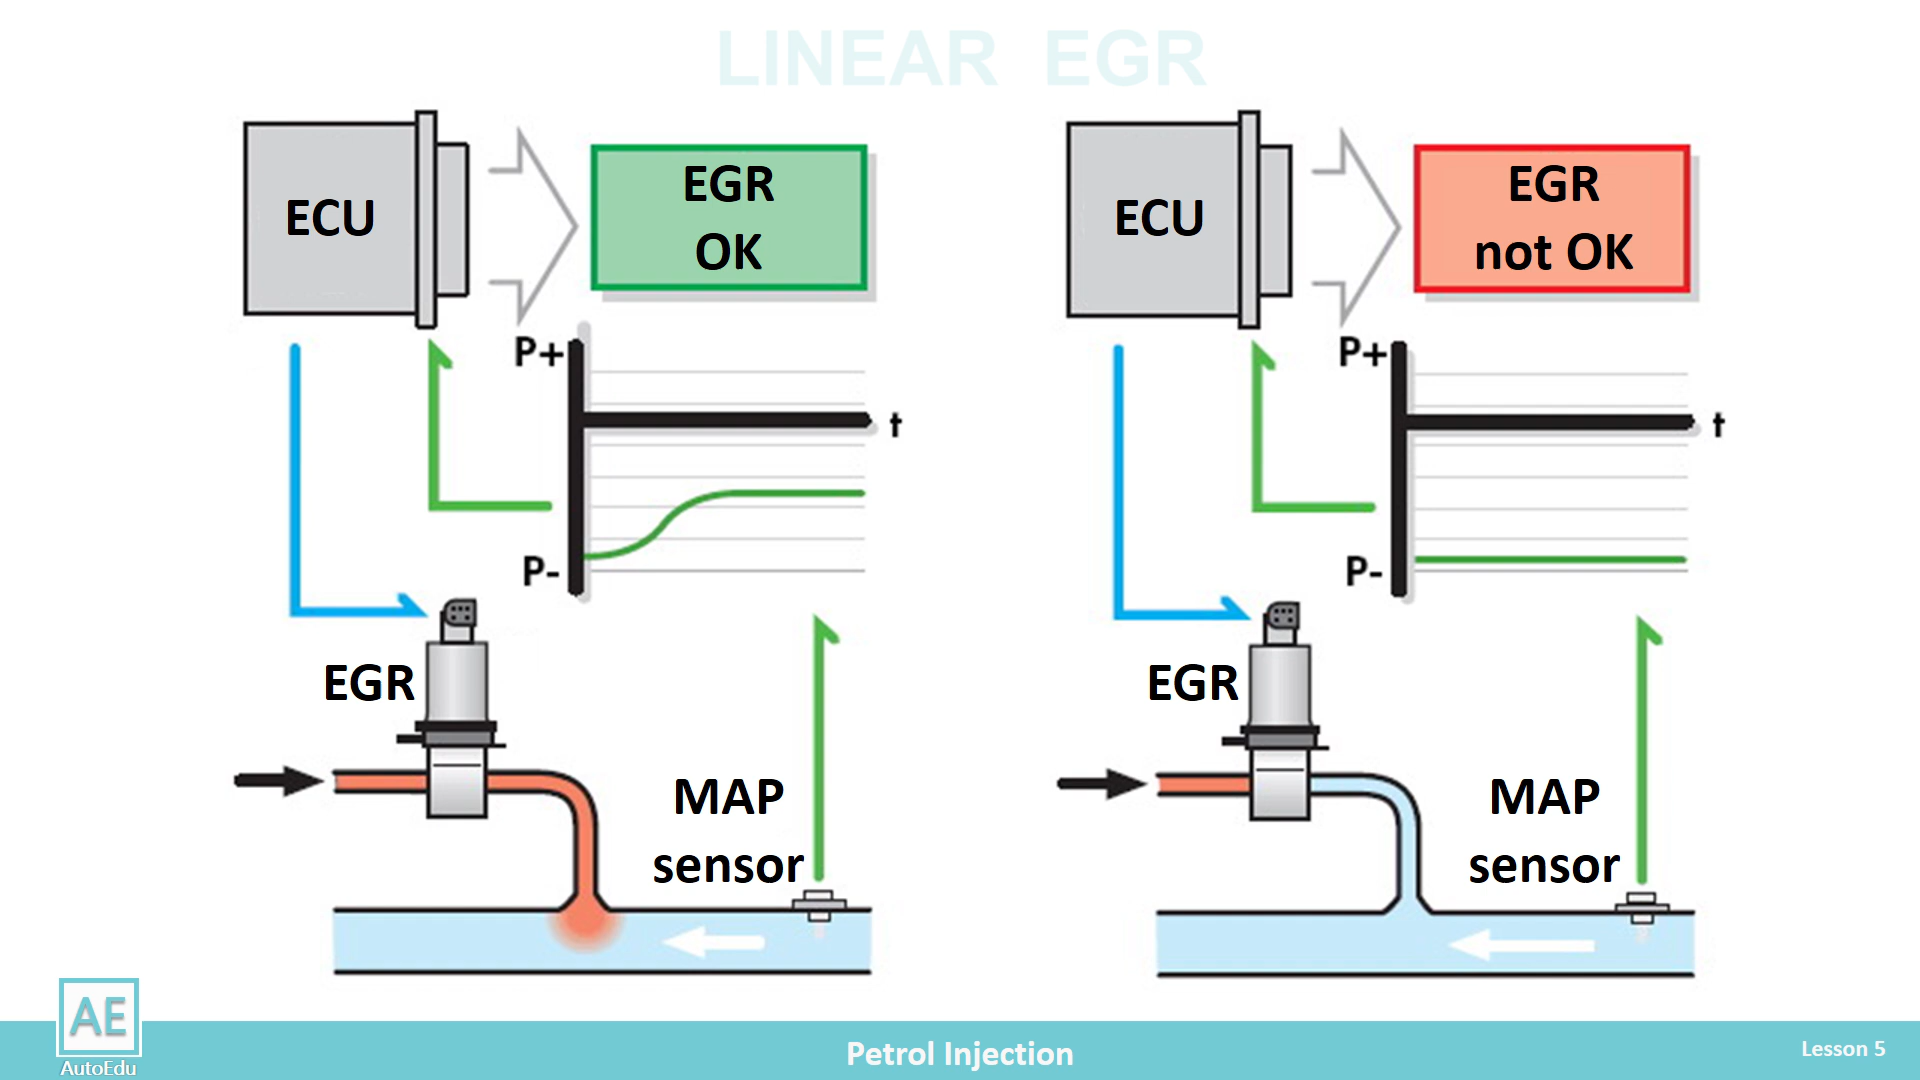 LINEAR EGR
ECU
EGR
OK
P+
t
P-
EGR
MAP
sensor
ECU
EGR
not OK
P+
t
P-
EGR
MAP
sensor
AE
AutoEdu
Petrol Injection
Lesson 5